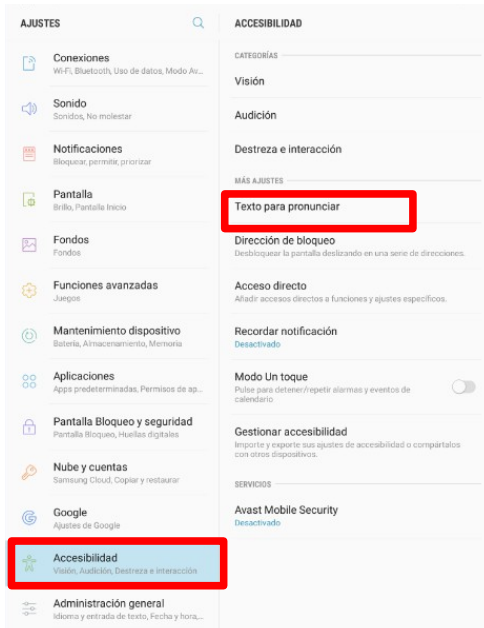 AJUSTES
Conexiones
Wi-Fi, Bluetooth, Uso de datos, Modo Av...
Sonido
Sonidos, No molestar
Notificaciones
Bloquear, permitir, priorizar
Pantalla
Brillo, Pantalla Inicio
Fondos
Fondos
Funciones avanzadas
Juegos
Mantenimiento dispositivo
Batería, Almacenamiento, Memoria
Aplicaciones
Apps predeterminadas, Permisos de ap...
Pantalla Bloqueo y seguridad
Pantalla Bloqueo, Huellas digitales
Nube y cuentas
Samsung Cloud, Copiar y restaurar
Google
Ajustes de Google
Accesibilidad
Visión, Audición, Destreza e interacción
Administración general
Idioma y entrada de texto, Fecha y hora,...
ACCESIBILIDAD
CATEGORÍAS
Visión
Audición
Destreza e interacción
MÁS AJUSTES
Texto para pronunciar
Dirección de bloqueo
Desbloquear la pantalla deslizando en una serie de direcciones.
Acceso directo
Añadir accesos directos a funciones y ajustes específicos.
Recordar notificación
Desactivado
Modo Un toque
Pulse para detener/repetir alarmas y eventos de
calendario
Gestionar accesibilidad
Importe y exporte sus ajustes de accesibilidad o compártalos
con otros dispositivos.
SERVICIOS
Avast Mobile Security
Desactivado